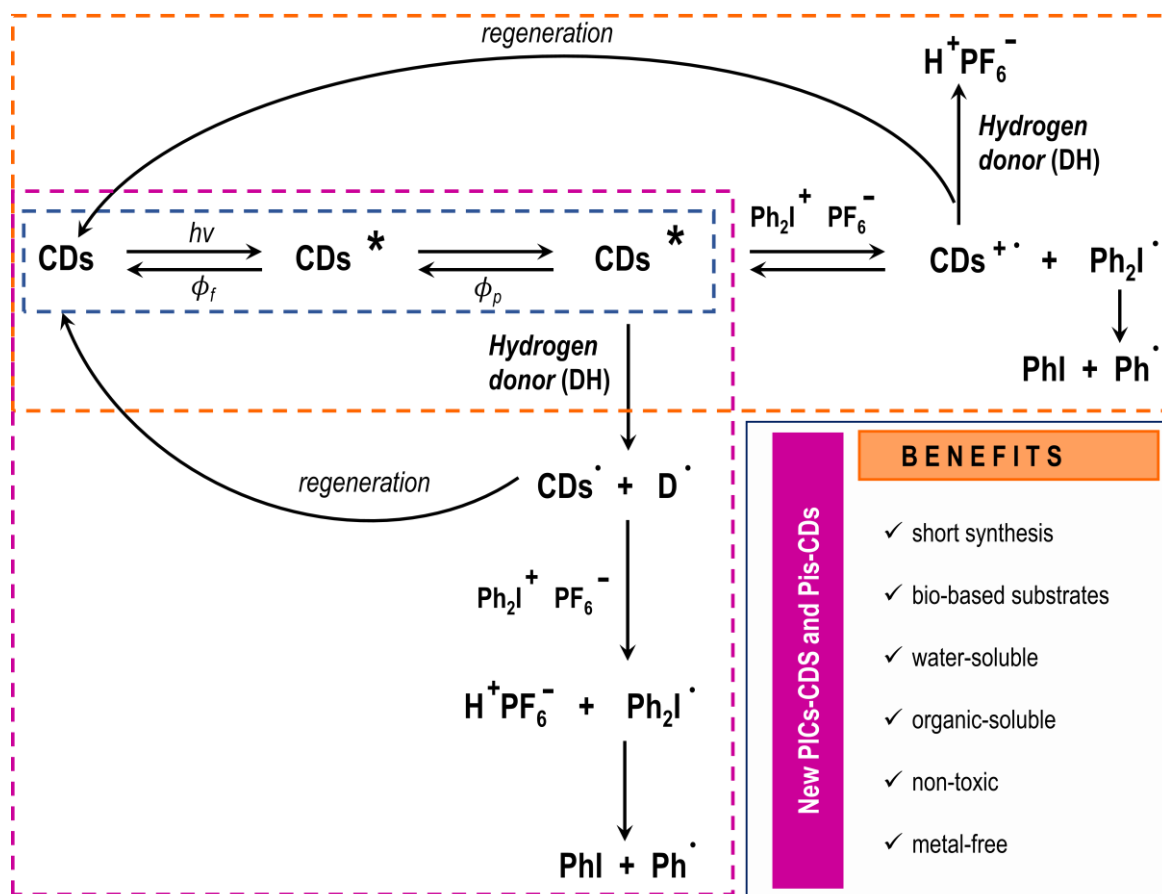 regeneration
H⁺PF₆⁻
Hydrogen
donor (DH)
Ph₂I⁺ PF₆⁻
CDs hv CDs * CDs * CDs⁺˙ + Ph₂I˙
ϕf ϕp
Hydrogen
donor (DH)
PhI + Ph˙
CDs˙ + D˙
regeneration
Ph₂I⁺ PF₆⁻
H⁺PF₆⁻ + Ph₂I˙
PhI + Ph˙
New PICs-CDS and Pis-CDs
BENEFITS
✓ short synthesis
✓ bio-based substrates
✓ water-soluble
✓ organic-soluble
✓ non-toxic
✓ metal-free